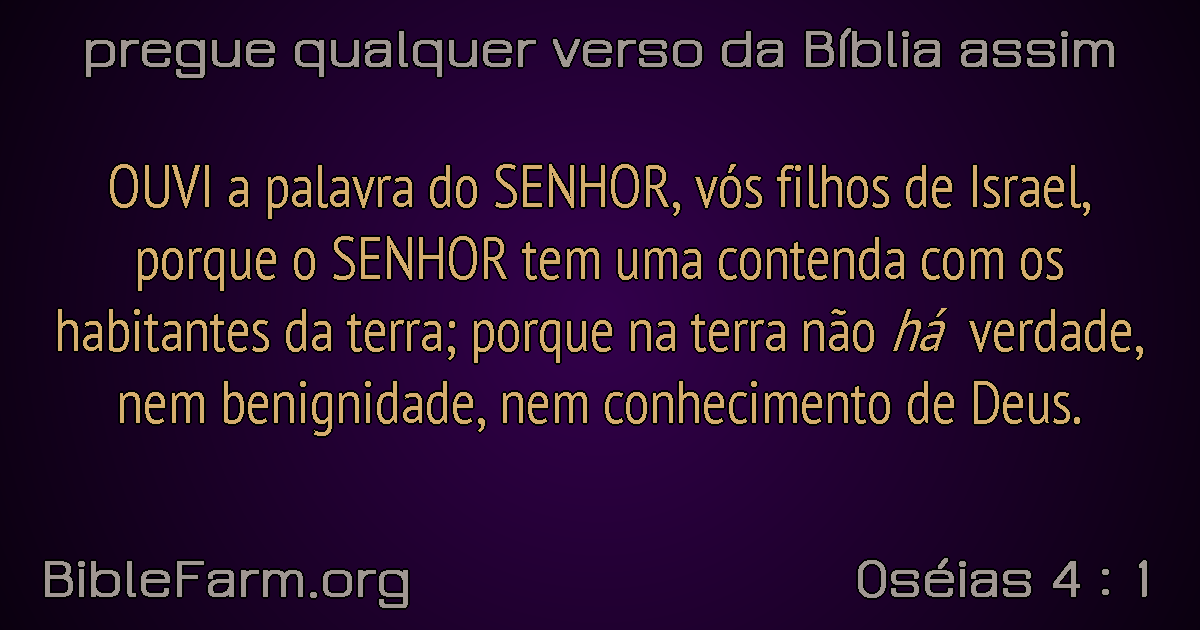 pregue qualquer verso da Bíblia assim
OUVI a palavra do SENHOR, vós filhos de Israel,
porque o SENHOR tem uma contenda com os
habitantes da terra; porque na terra não há verdade,
nem benignidade, nem conhecimento de Deus.
BibleFarm.org
Oséias 4 : 1